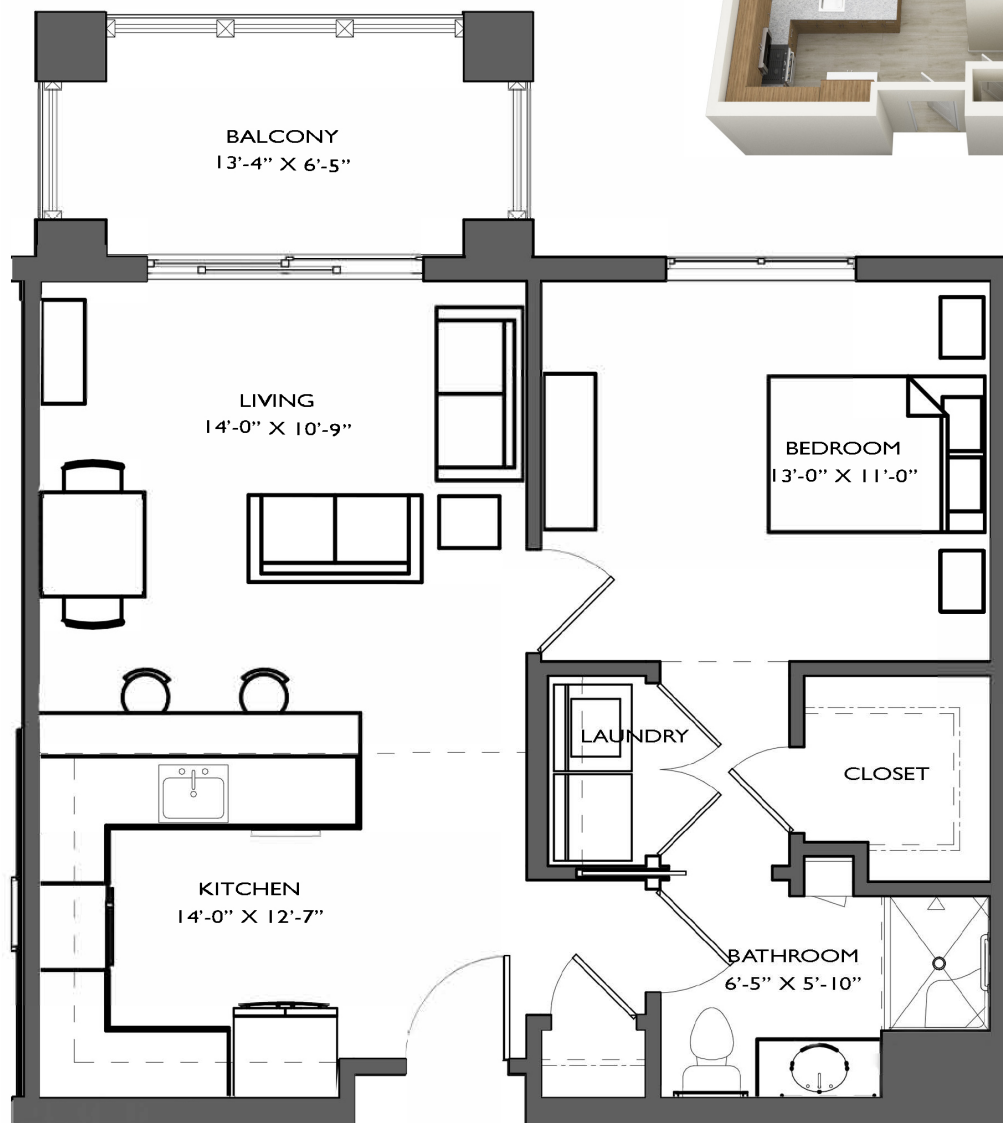 BALCONY
13'-4” X 6'-5”
LIVING
14'-0” X 10'-9”
BEDROOM
13'-0” X 11'-0”
LAUNDRY
CLOSET
KITCHEN
14'-0” X 12'-7”
BATHROOM
6'-5” X 5'-10”